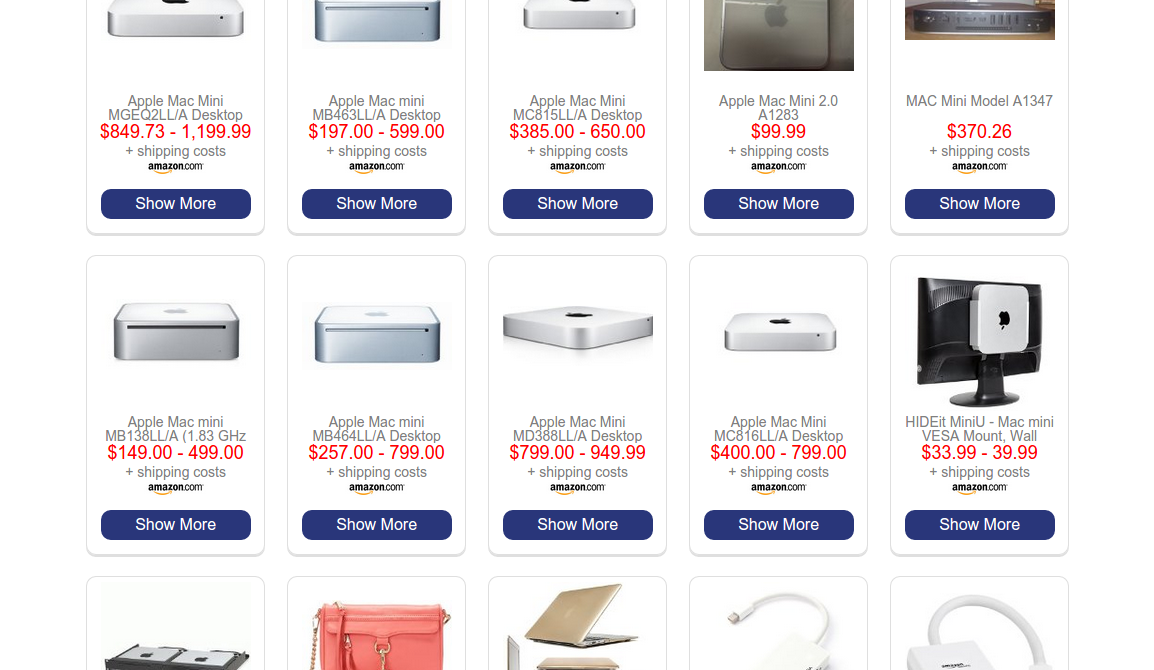 Apple Mac Mini
MGEQ2LL/A Desktop
$849.73 - 1,199.99
+ shipping costs
amazon.com
Show More
Apple Mac mini
MB463LL/A Desktop
$197.00 - 599.00
+ shipping costs
amazon.com
Show More
Apple Mac Mini
MC815LL/A Desktop
$385.00 - 650.00
+ shipping costs
amazon.com
Show More
Apple Mac Mini 2.0
A1283
$99.99
+ shipping costs
amazon.com
Show More
MAC Mini Model A1347
$370.26
+ shipping costs
amazon.com
Show More
Apple Mac mini
MB138LL/A (1.83 GHz
$149.00 - 499.00
+ shipping costs
amazon.com
Show More
Apple Mac mini
MB464LL/A Desktop
$257.00 - 799.00
+ shipping costs
amazon.com
Show More
Apple Mac Mini
MD388LL/A Desktop
$799.00 - 949.99
+ shipping costs
amazon.com
Show More
Apple Mac Mini
MC816LL/A Desktop
$400.00 - 799.00
+ shipping costs
amazon.com
Show More
HIDEit MiniU - Mac mini
VESA Mount, Wall
$33.99 - 39.99
+ shipping costs
amazon.com
Show More